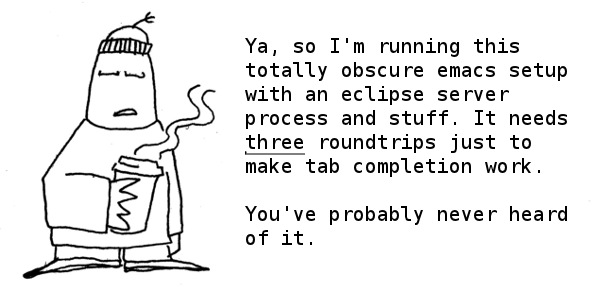 Ya, so I'm running this
totally obscure emacs setup
with an eclipse server
process and stuff. It needs
three roundtrips just to
make tab completion work.
You've probably never heard
of it.